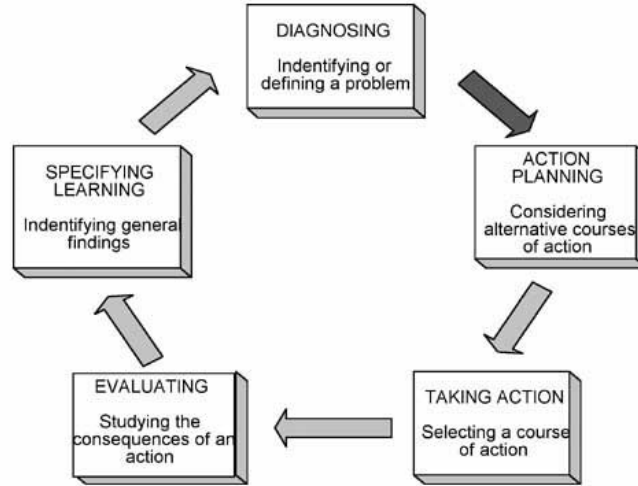 DIAGNOSING
Indentifying or
defining a problem
ACTION
PLANNING
Considering
alternative courses
of action
TAKING ACTION
Selecting a course
of action
EVALUATING
Studying the
consequences of an
action
SPECIFYING
LEARNING
Indentifying general
findings